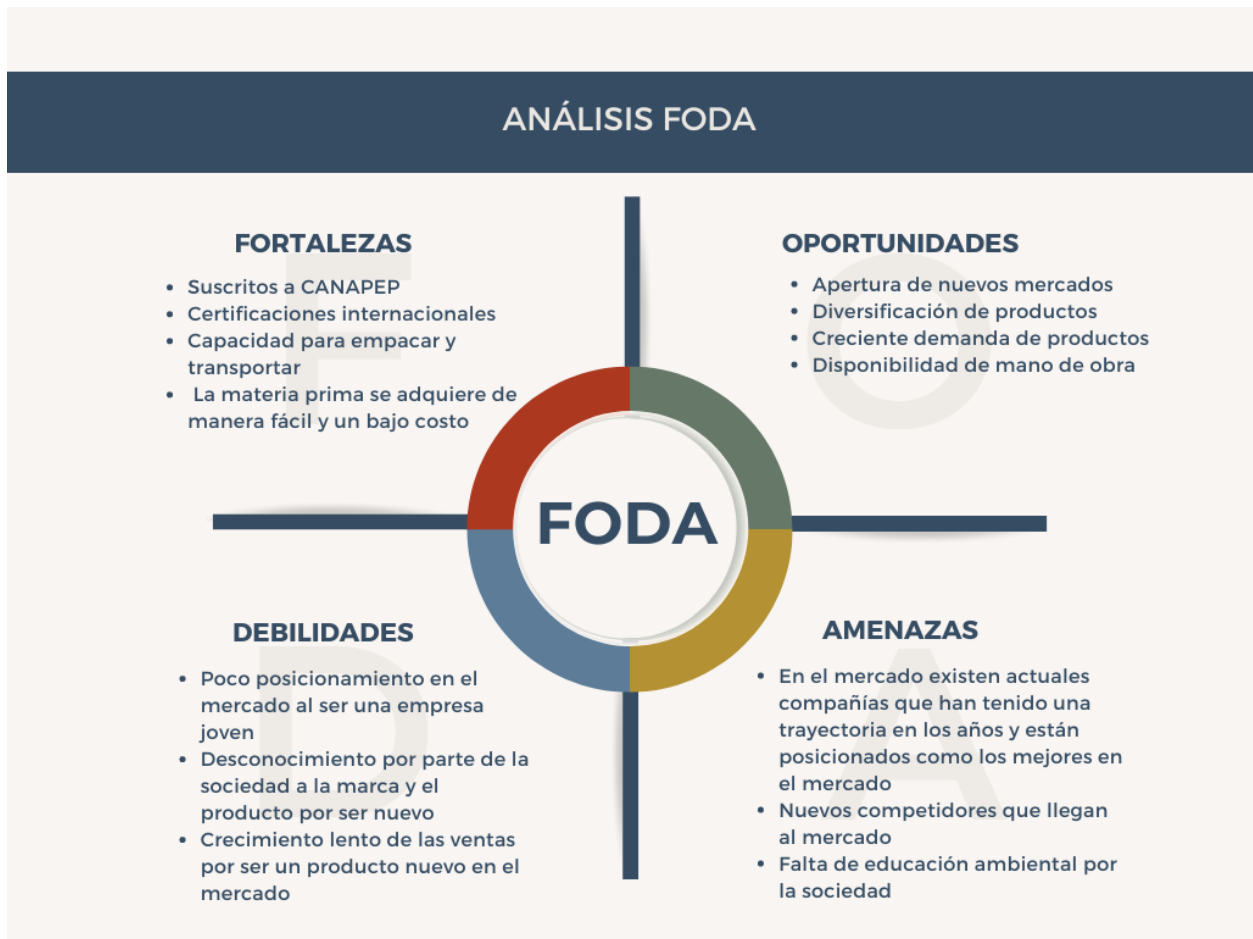 ANÁLISIS FODA
FORTALEZAS
• Suscritos a CANAPEP
• Certificaciones internacionales
• Capacidad para empacar y
transportar
• La materia prima se adquiere de
manera fácil y un bajo costo
OPORTUNIDADES
• Apertura de nuevos mercados
• Diversificación de productos
• Creciente demanda de productos
• Disponibilidad de mano de obra
FODA
DEBILIDADES
• Poco posicionamiento en el
mercado al ser una empresa
joven
• Desconocimiento por parte de la
sociedad a la marca y el
producto por ser nuevo
• Crecimiento lento de las ventas
por ser un producto nuevo en el
mercado
AMENAZAS
• En el mercado existen actuales
compañías que han tenido una
trayectoria en los años y están
posicionados como los mejores en
el mercado
• Nuevos competidores que llegan
al mercado
• Falta de educación ambiental por
la sociedad
F
O
D
A